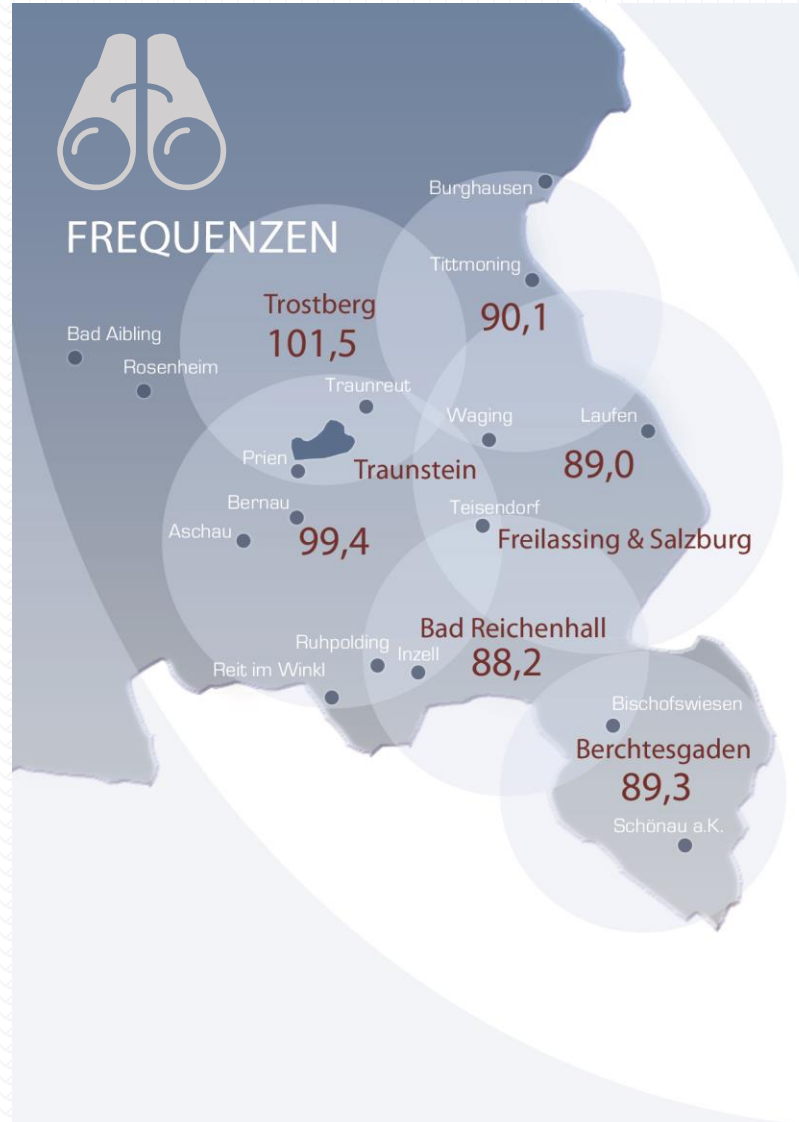 FREQUENZEN
Burghausen
Tittmoning
90,1
Trostberg
101,5
Bad Aibling
Rosenheim
Traunreut
Waging
Laufen
89,0
Prien
Traunstein
Bernau
Aschau
99,4
Teisendorf
Freilassing & Salzburg
Bad Reichenhall
88,2
Ruhpolding
Inzell
Reit im Winkl
Bischofswiesen
Berchtesgaden
89,3
Schönau a.K.